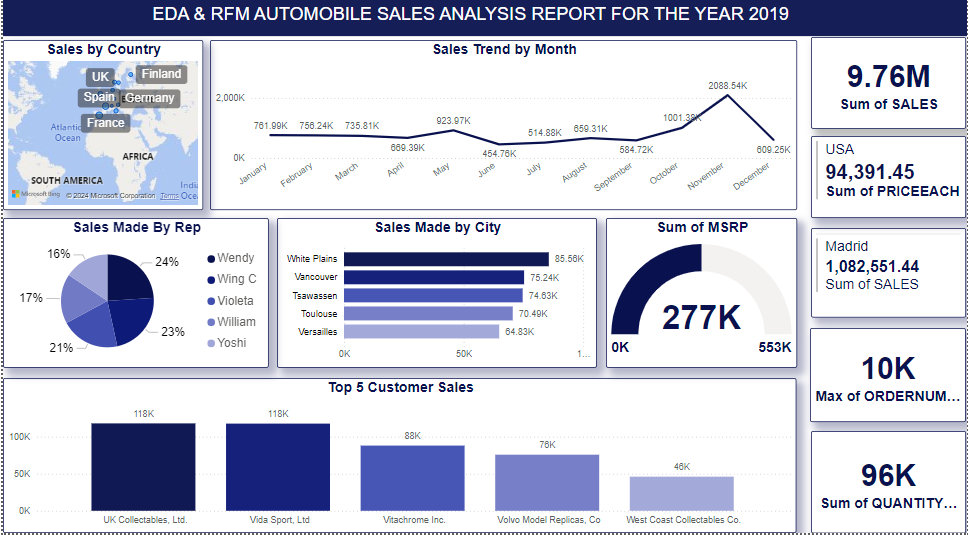 EDA & RFM AUTOMOBILE SALES ANALYSIS REPORT FOR THE YEAR 2019
Sales by Country
UK
Finland
Spain
Germany
France
Atlantic
Ocean
AFRICA
SOUTH AMERICA
Indi
Oce
Microsoft Bing
© 2024 Microsoft Corporation Terms
Sales Trend by Month
2,000K
0K
761.99K
756.24K
735.81K
669.39K
923.97K
454.76K
514.88K
659.31K
584.72K
1001.39K
2088.54K
609.25K
January
February
March
April
May
June
July
August
September
October
November
December
9.76M
Sum of SALES
USA
94,391.45
Sum of PRICEEACH
Madrid
1,082,551.44
Sum of SALES
10K
Max of ORDERNUM...
96K
Sum of QUANTITY...
Sales Made By Rep
16%
24%
17%
21%
23%
Wendy
Wing C
Violeta
William
Yoshi
Sales Made by City
White Plains 85.56K
Vancouver 75.24K
Tsawassen 74.63K
Toulouse 70.49K
Versailles 64.83K
0K 50K 1...
Sum of MSRP
277K
0K 553K
Top 5 Customer Sales
100K
50K
0K
118K 118K 88K 76K 46K
UK Collectables, Ltd. Vida Sport, Ltd Vitachrome Inc. Volvo Model Replicas, Co West Coast Collectables Co.